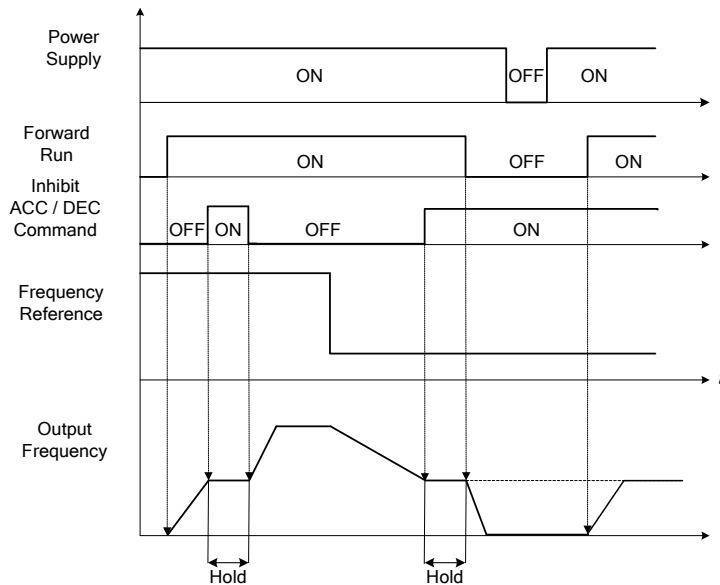 Power
Supply
ON
OFF
ON
Forward
Run
ON
OFF
ON
Inhibit
ACC / DEC
Command
OFF
ON
OFF
ON
Frequency
Reference
Output
Frequency
Hold
Hold